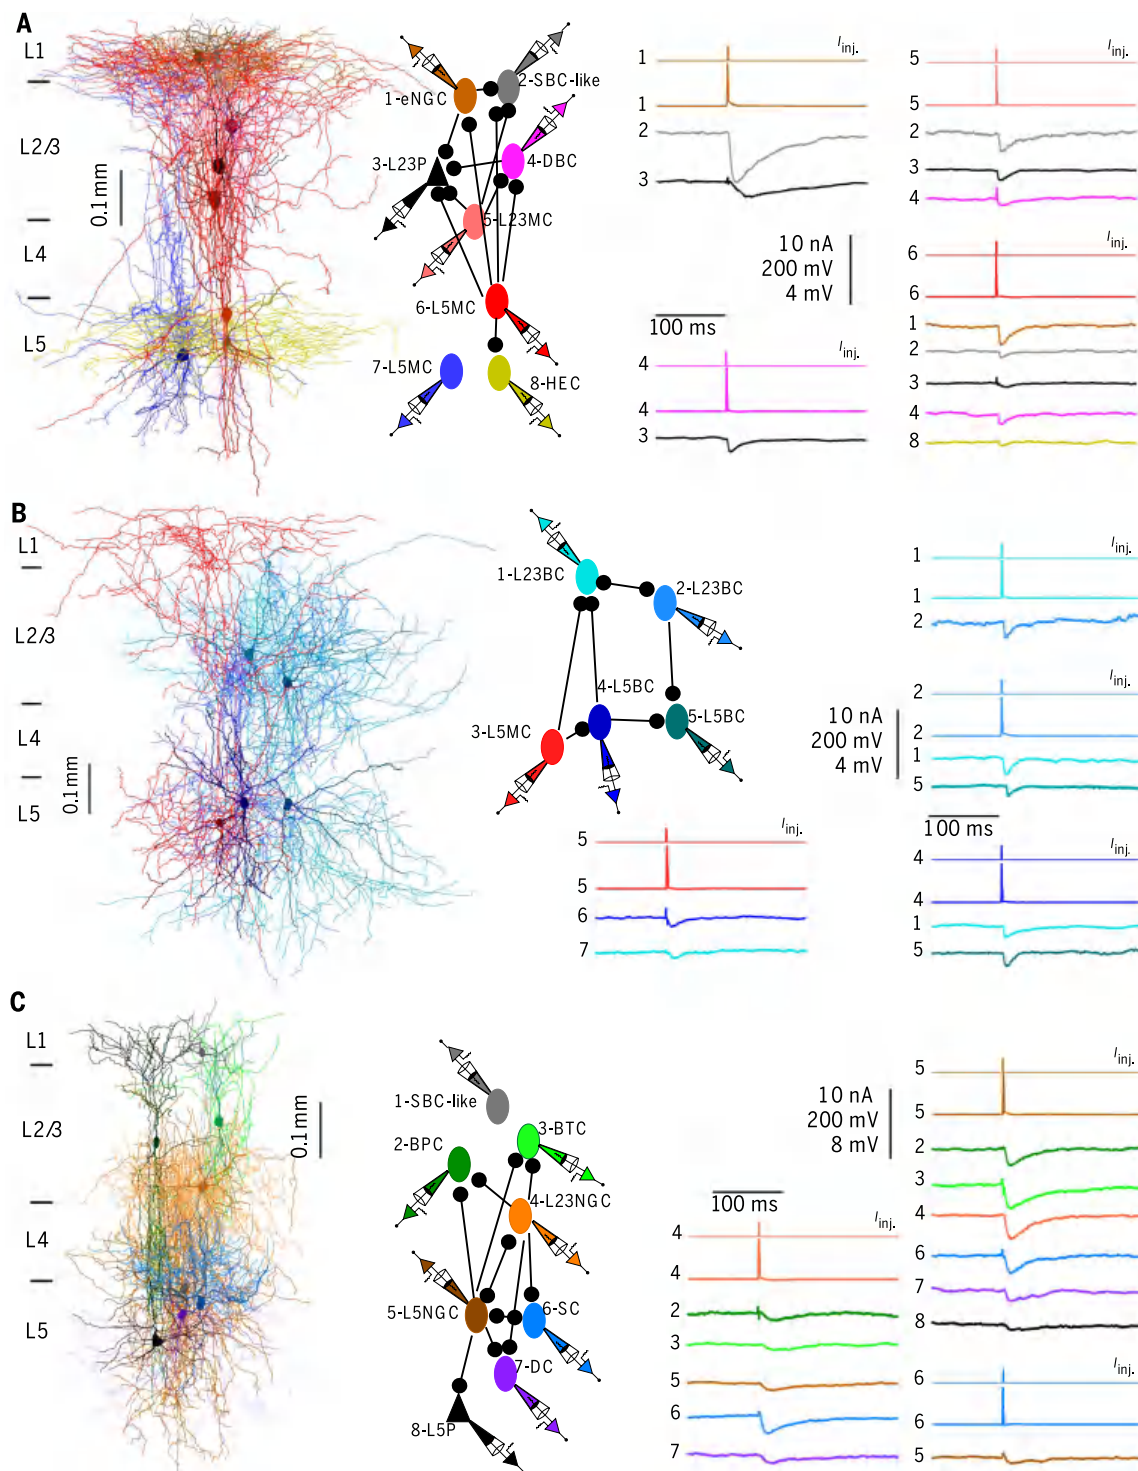 A
L1
L2/3
L4
L5
0.1 mm
1-eNGC
2-SBC-like
3-L23P
4-DBC
5-L23MC
6-L5MC
7-L5MC
8-HEC
1
Iinj.
1
2
3
10 nA
200 mV
4 mV
100 ms
4
Iinj.
4
3
5
Iinj.
5
2
3
4
6
Iinj.
6
1
2
3
4
8
B
L1
L2/3
L4
L5
0.1 mm
1-L23BC
2-L23BC
3-L5MC
4-L5BC
5-L5BC
5
Iinj.
5
6
7
1
Iinj.
1
2
2
Iinj.
2
1
5
10 nA
200 mV
4 mV
100 ms
4
Iinj.
4
1
5
C
L1
L2/3
L4
L5
0.1 mm
1-SBC-like
2-BPC
3-BTC
4-L23NGC
5-L5NGC
6-SC
7-DC
8-L5P
100 ms
4
Iinj.
4
2
3
5
6
7
10 nA
200 mV
8 mV
5
Iinj.
5
2
3
4
6
7
8
6
Iinj.
6
5